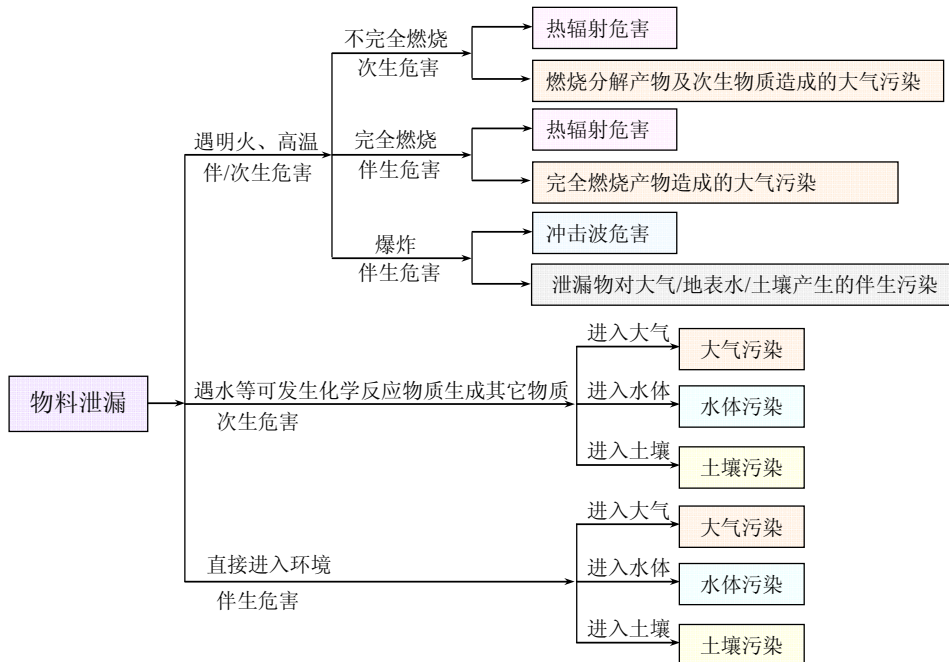 不完全燃烧
次生危害
热辐射危害
燃烧分解产物及次生物质造成的大气污染
遇明火、高温
伴/次生危害
完全燃烧
伴生危害
热辐射危害
完全燃烧产物造成的大气污染
爆炸
伴生危害
冲击波危害
泄漏物对大气/地表水/土壤产生的伴生污染
物料泄漏
遇水等可发生化学反应物质生成其它物质
次生危害
进入大气
大气污染
进入水体
水体污染
进入土壤
土壤污染
直接进入环境
伴生危害
进入大气
大气污染
进入水体
水体污染
进入土壤
土壤污染